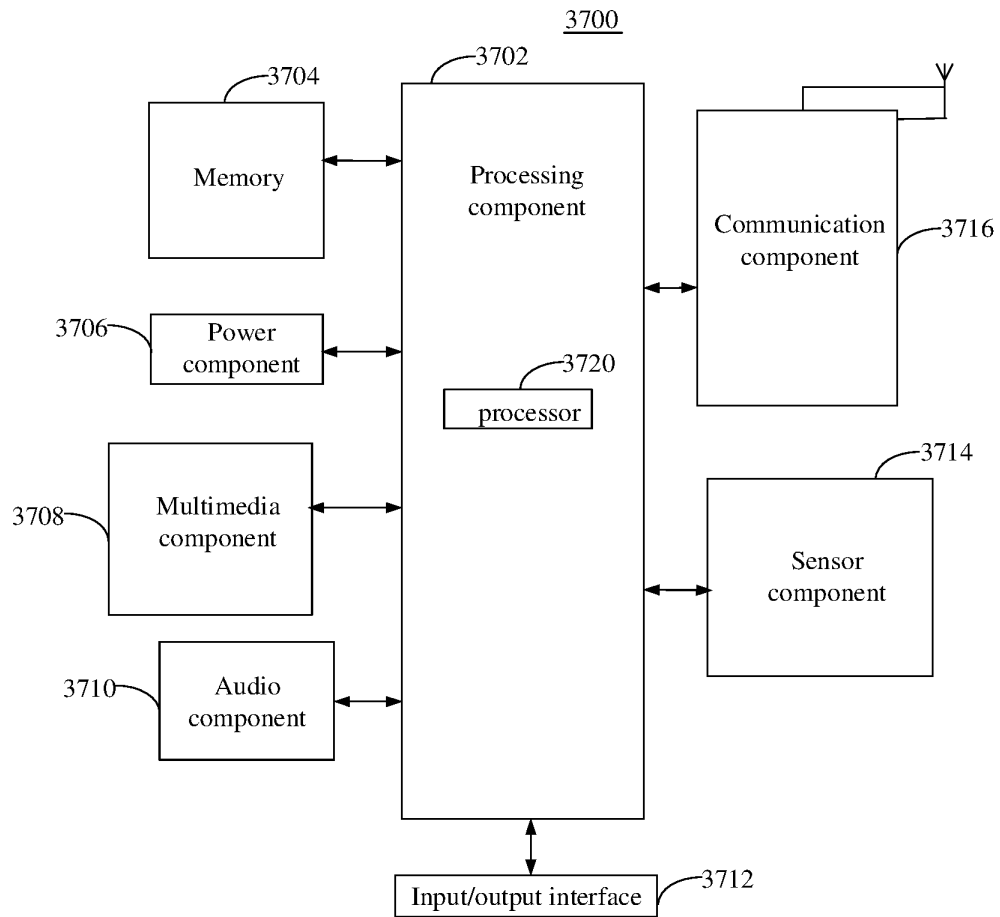 3700
3702
3704
Memory
Processing
component
Communication
component
3716
3706
Power
component
3720
processor
3714
3708
Multimedia
component
Sensor
component
3710
Audio
component
Input/output interface
3712